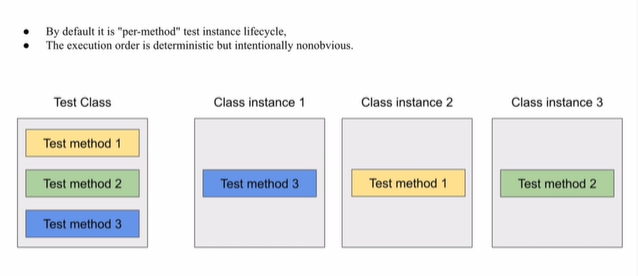 By default it is "per-method" test instance lifecycle,
The execution order is deterministic but intentionally nonobvious.
Test Class
Class instance 1
Class instance 2
Class instance 3
Test method 1
Test method 2
Test method 3
Test method 3
Test method 1
Test method 2